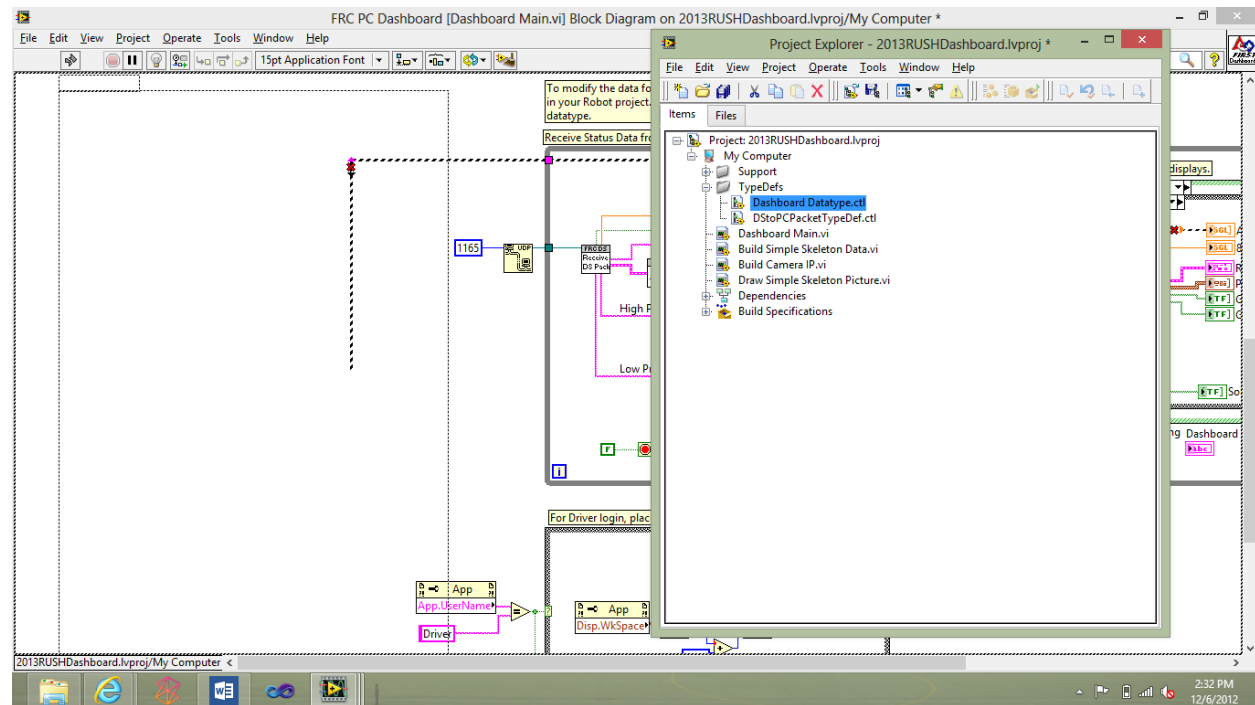 FRC PC Dashboard [Dashboard Main.vi] Block Diagram on 2013RUSHDashboard.lvproj/My Computer *
File Edit View Project Operate Tools Window Help
15pt Application Font
FIRST
Dashboard
To modify the data fo
in your Robot project.
datatype.
Receive Status Data fr
1165
UDP
FRC DS
Receive
DS Pack
High P
Low P
F
i
For Driver login, plac
App
App.UserName
Driver
=
?
App
Disp.WkSpace
Project Explorer - 2013RUSHDashboard.lvproj *
File Edit View Project Operate Tools Window Help
Items Files
Project: 2013RUSHDashboard.lvproj
My Computer
Support
TypeDefs
Dashboard Datatype.ctl
DStoPCPacketTypeDef.ctl
Dashboard Main.vi
Build Simple Skeleton Data.vi
Build Camera IP.vi
Draw Simple Skeleton Picture.vi
Dependencies
Build Specifications
displays.
SGL
SGL
TF
TF
TF So
ng Dashboard
abc
2013RUSHDashboard.lvproj/My Computer
2:32 PM
12/6/2012